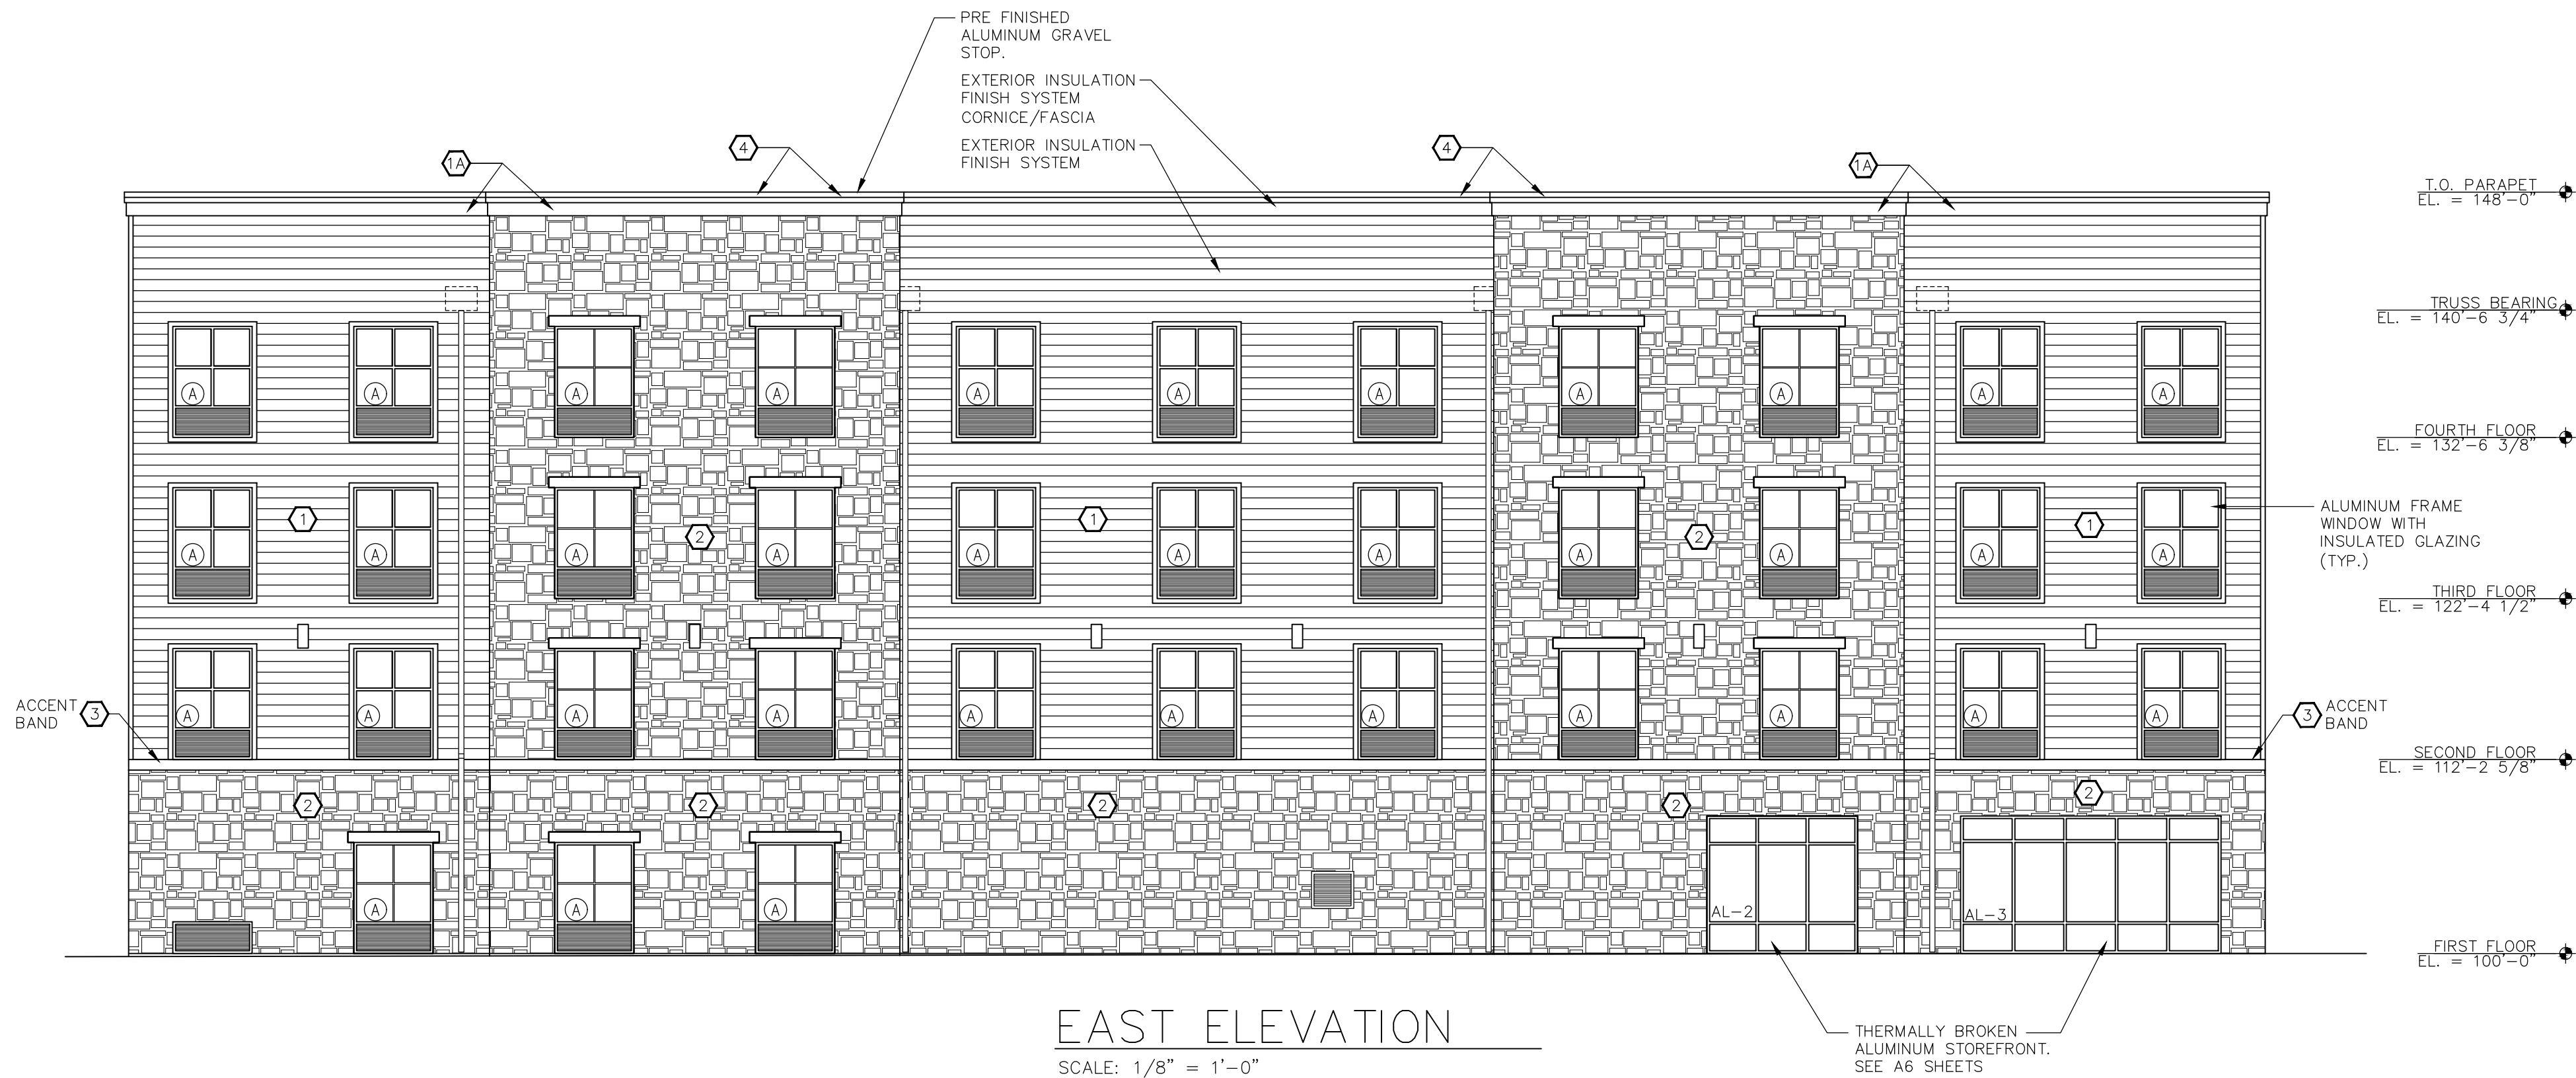 PRE FINISHED
ALUMINUM GRAVEL
STOP.
EXTERIOR INSULATION
FINISH SYSTEM
CORNICE/FASCIA
EXTERIOR INSULATION
FINISH SYSTEM
1A
4
4
1A
T.O. PARAPET
EL. = 148'-0"
TRUSS BEARING
EL. = 140'-6 3/4"
A A A A A A A A A A A
FOURTH FLOOR
EL. = 132'-6 3/8"
ALUMINUM FRAME
WINDOW WITH
INSULATED GLAZING
(TYP.)
1 2 1 2 1
A A A A A A A A A A A
THIRD FLOOR
EL. = 122'-4 1/2"
ACCENT
BAND
3
A A A A A A A A A A A
3
ACCENT
BAND
SECOND FLOOR
EL. = 112'-2 5/8"
2 2 2 2 2
A A A
AL-2
AL-3
FIRST FLOOR
EL. = 100'-0"
EAST ELEVATION
SCALE: 1/8" = 1'-0"
THERMALLY BROKEN
ALUMINUM STOREFRONT.
SEE A6 SHEETS